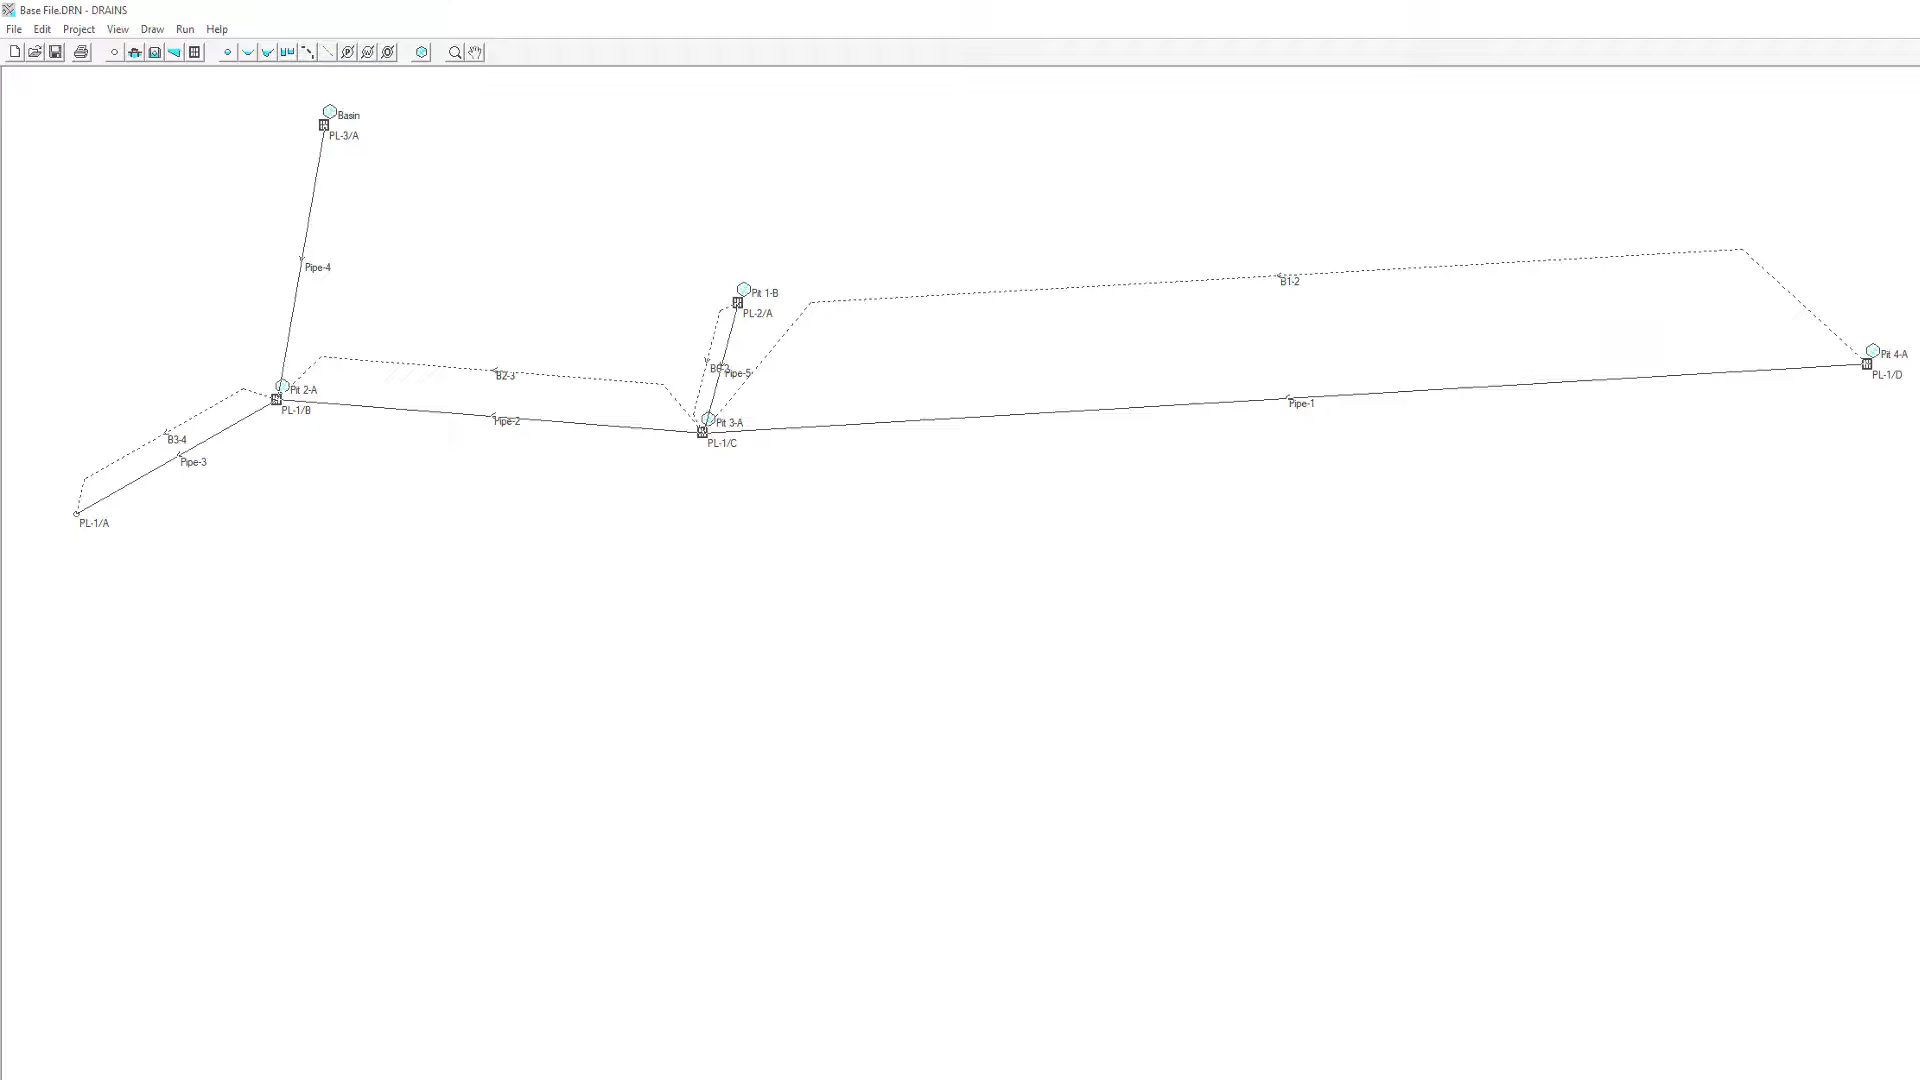 Base File.DRN - DRAINS
File Edit Project View Draw Run Help
Basin
PL-3/A
Pipe-4
B1-2
Pit 1-B
PL-2/A
Pit 4-A
PL-1/D
Pipe-5
B2-3
Pit 2-A
PL-1/B
Pipe-1
Pipe-2
Pit 3-A
PL-1/C
B3-4
Pipe-3
PL-1/A